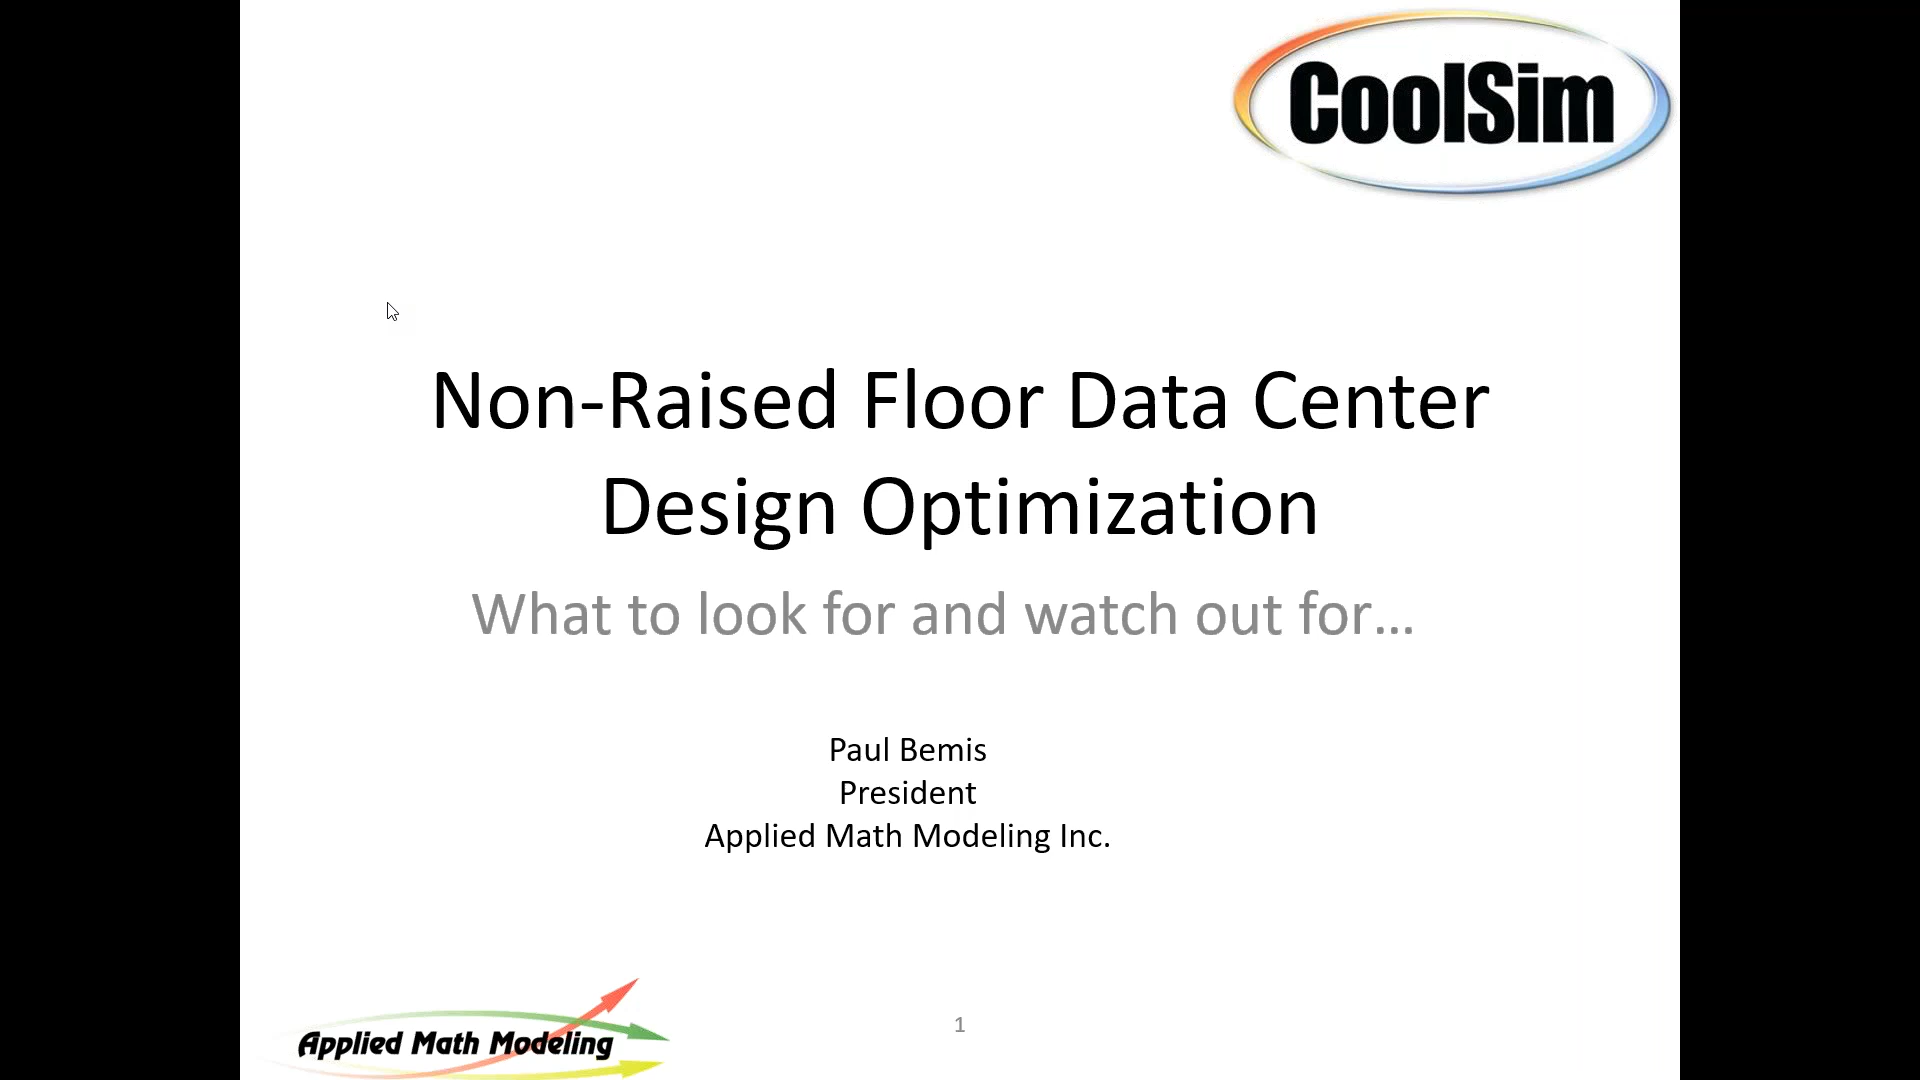 CoolSim
Non-Raised Floor Data Center
Design Optimization
What to look for and watch out for...
Paul Bemis
President
Applied Math Modeling Inc.
Applied Math Modeling
1